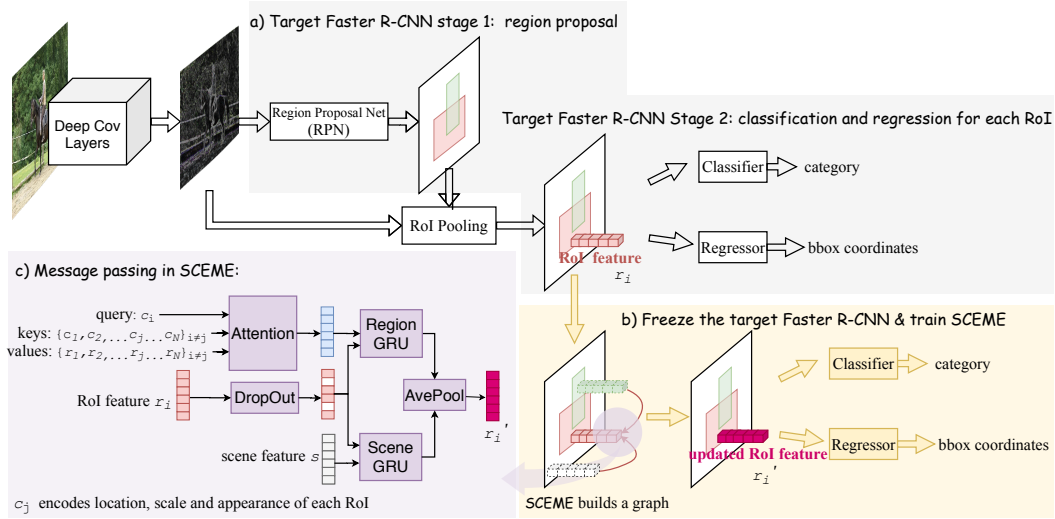 a) Target Faster R-CNN stage 1: region proposal
Deep Cov
Layers
Region Proposal Net
(RPN)
RoI Pooling
Target Faster R-CNN Stage 2: classification and regression for each RoI
Classifier
category
Regressor
bbox coordinates
RoI feature
r_i
c) Message passing in SCEME:
query: c_i
keys: {c_1,c_2,...c_j...c_N}_{i≠j}
values: {r_1,r_2,...r_j...r_N}_{i≠j}
Attention
Region
GRU
RoI feature r_i
DropOut
AvePool
r_i'
scene feature s
Scene
GRU
c_j encodes location, scale and appearance of each RoI
b) Freeze the target Faster R-CNN & train SCEME
Classifier
category
Regressor
bbox coordinates
updated RoI feature
r_i'
SCEME builds a graph